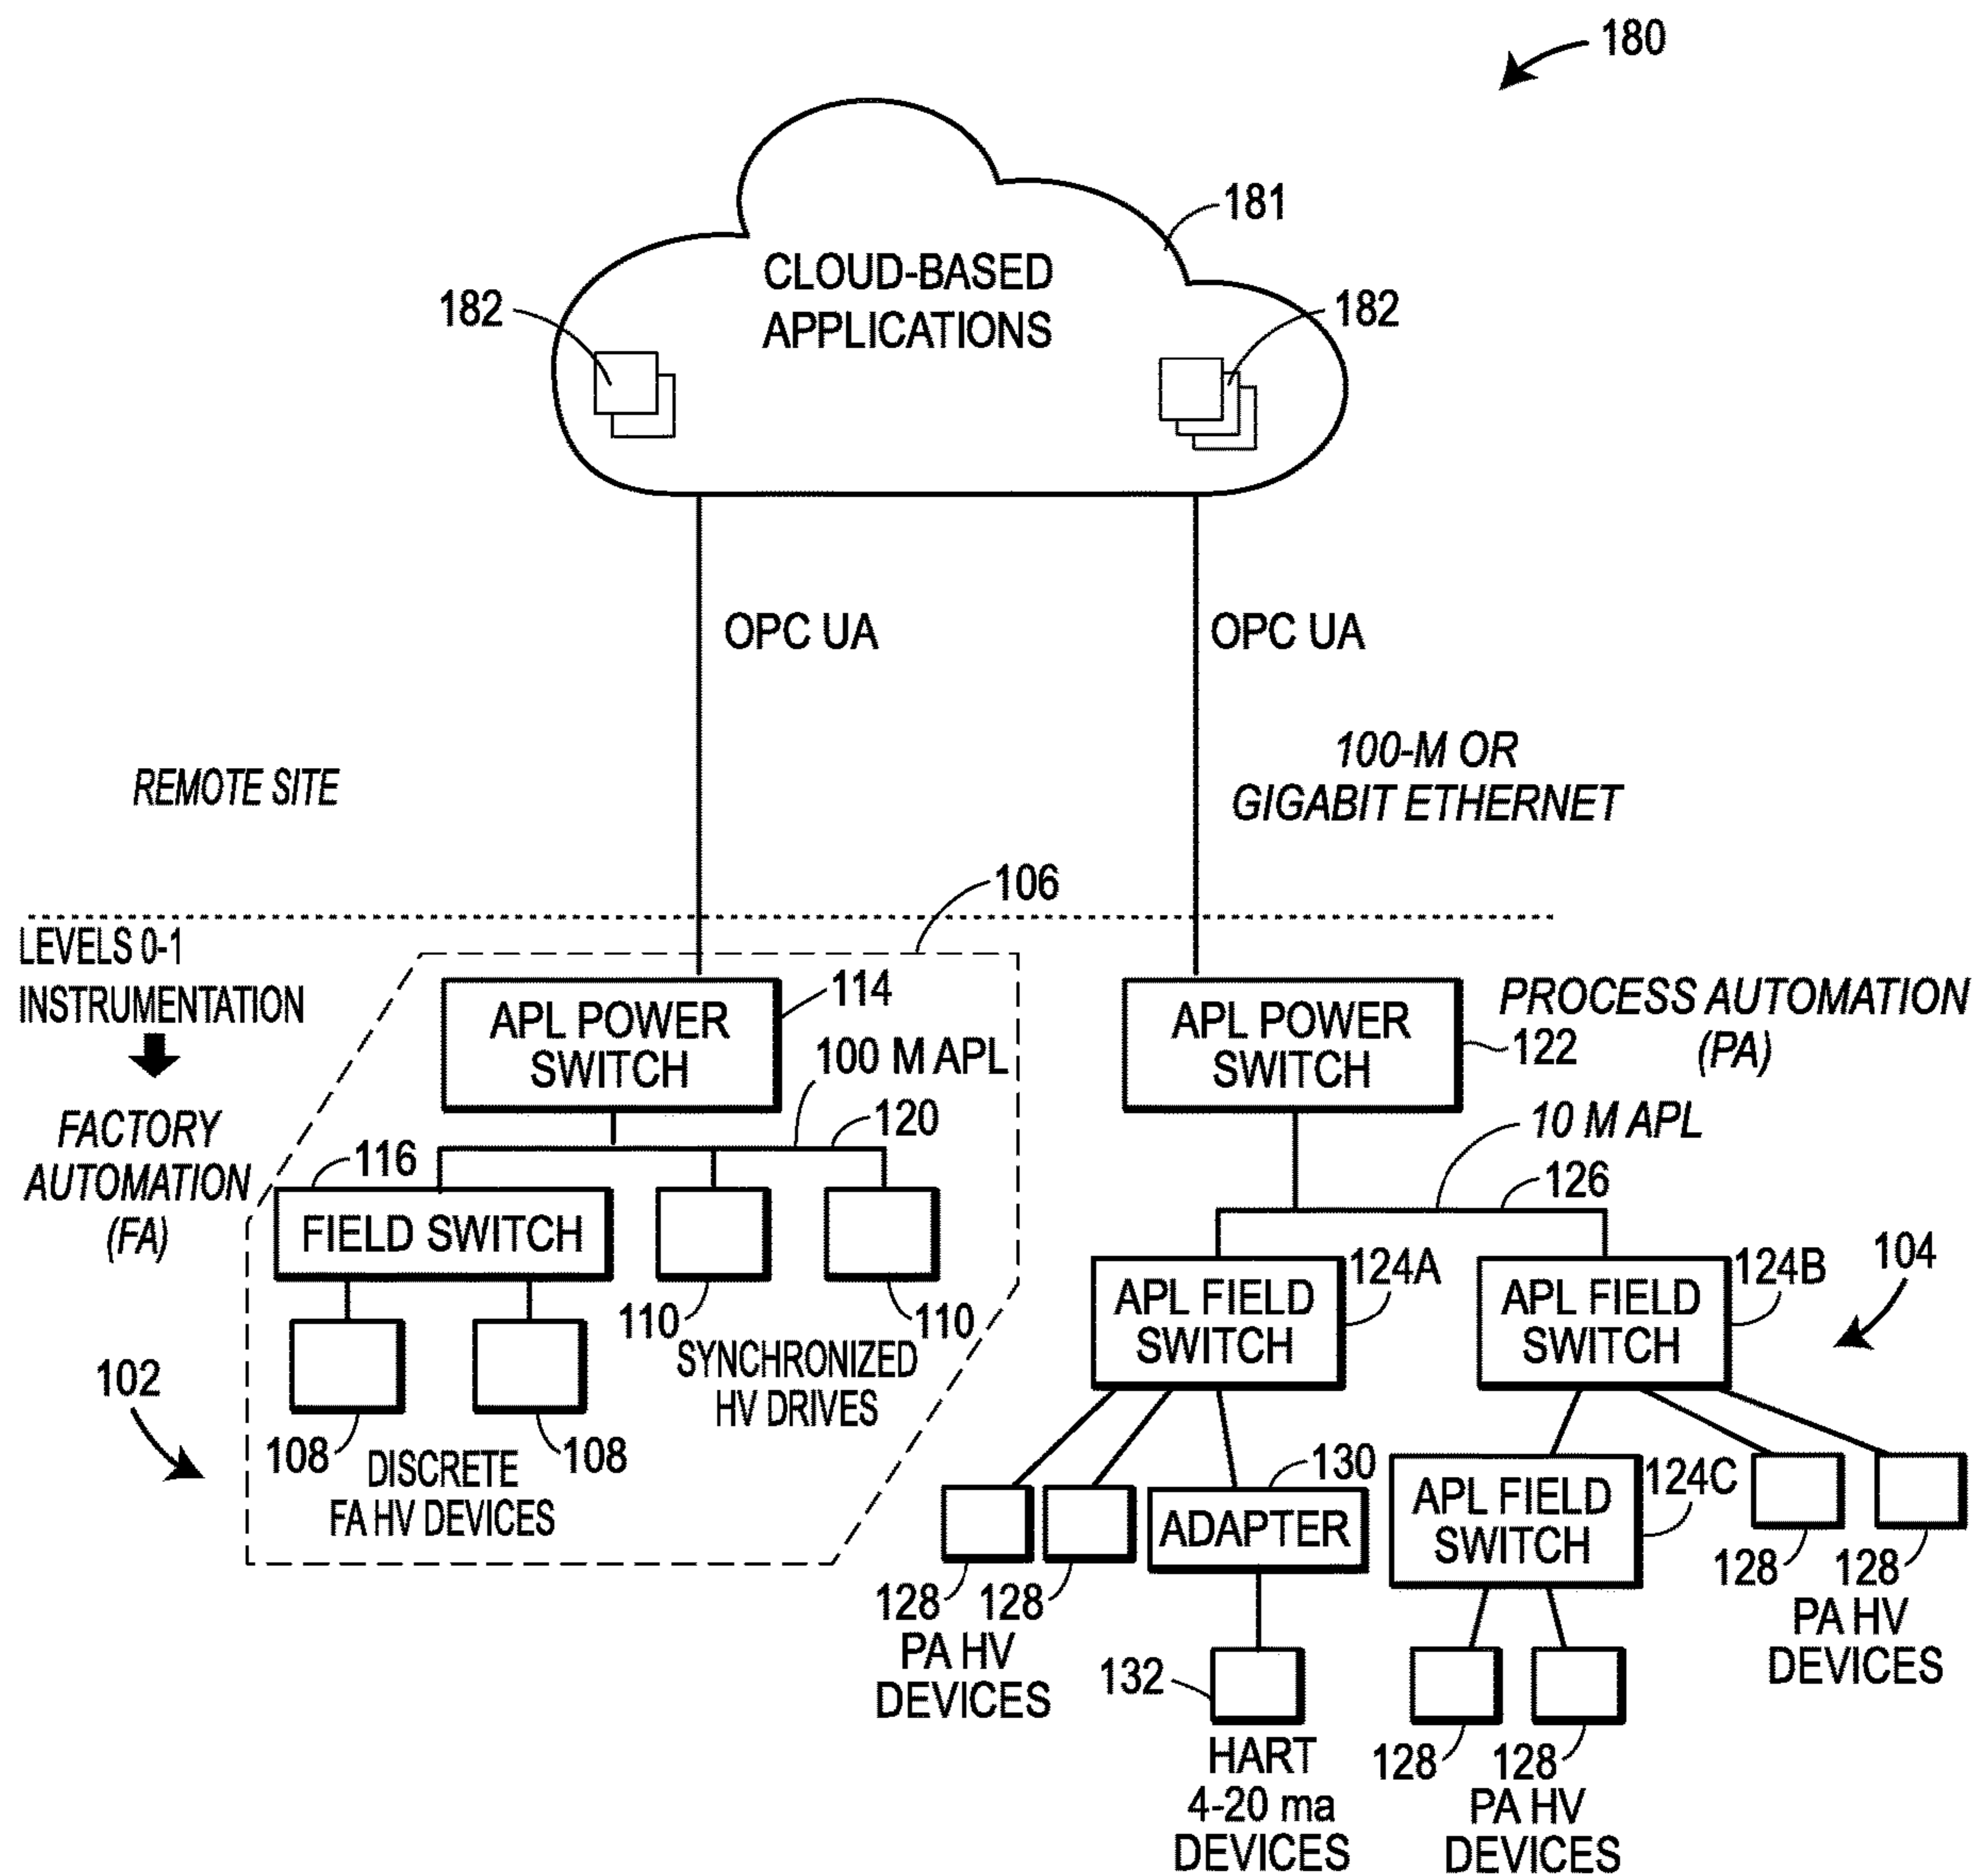 180
181
CLOUD-BASED
APPLICATIONS
182
182
OPC UA
OPC UA
REMOTE SITE
100-M OR
GIGABIT ETHERNET
106
LEVELS 0-1
INSTRUMENTATION
FACTORY
AUTOMATION
(FA)
APL POWER
SWITCH
114
100 M APL
120
116
FIELD SWITCH
110
110
SYNCHRONIZED
HV DRIVES
102
108
108
DISCRETE
FA HV DEVICES
APL POWER
SWITCH
PROCESS AUTOMATION
(PA)
122
10 M APL
126
124A
APL FIELD
SWITCH
124B
APL FIELD
SWITCH
104
130
ADAPTER
124C
APL FIELD
SWITCH
128
128
PA HV
DEVICES
128
128
PA HV
DEVICES
132
HART
4-20 ma
DEVICES
128
128
PA HV
DEVICES